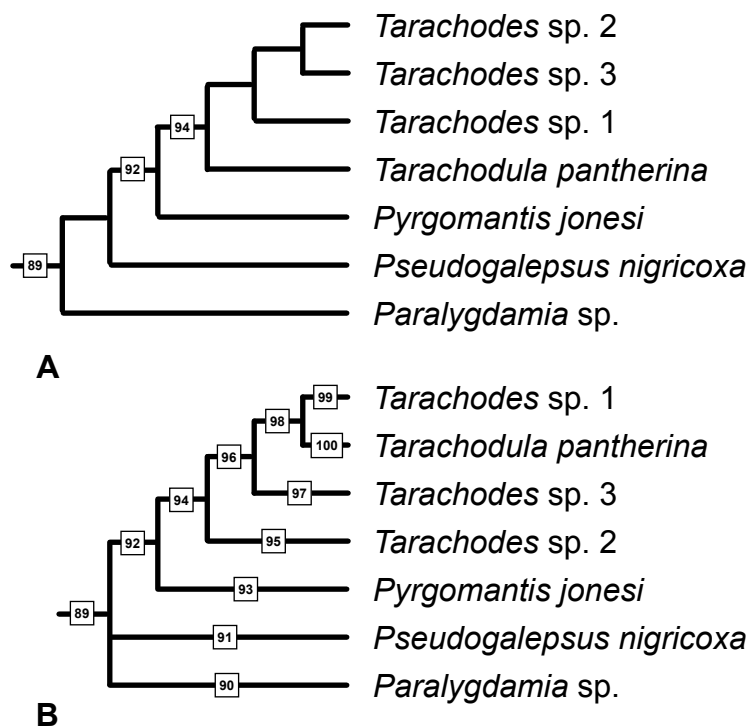 Tarachodes sp. 2
Tarachodes sp. 3
Tarachodes sp. 1
94
Tarachodula pantherina
92
Pyrgomantis jonesi
89
Pseudogalepsus nigricoxa
Paralygdamia sp.
A
99
Tarachodes sp. 1
98
100
Tarachodula pantherina
96
97
Tarachodes sp. 3
94
95
Tarachodes sp. 2
92
93
Pyrgomantis jonesi
89
91
Pseudogalepsus nigricoxa
90
Paralygdamia sp.
B